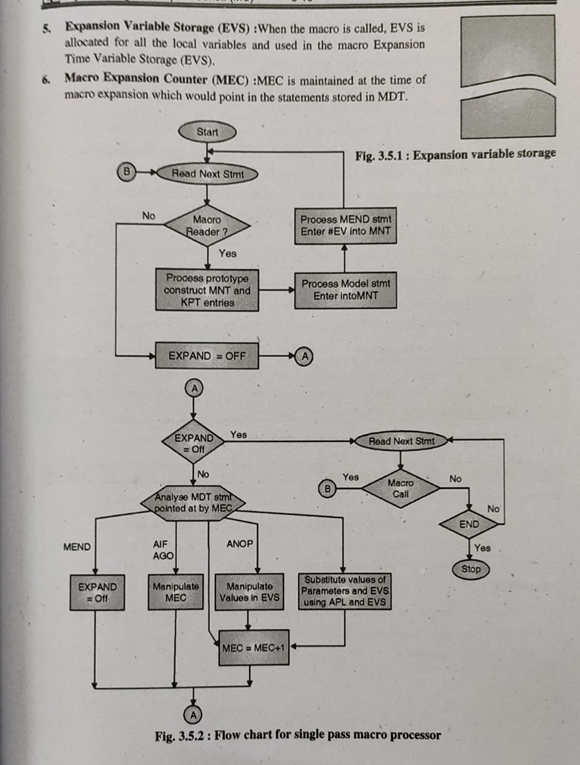 5. Expansion Variable Storage (EVS) :When the macro is called, EVS is
allocated for all the local variables and used in the macro Expansion
Time Variable Storage (EVS).
6. Macro Expansion Counter (MEC) :MEC is maintained at the time of
macro expansion which would point in the statements stored in MDT.
Fig. 3.5.1 : Expansion variable storage
Start
B
Read Next Stmt
No
Macro
Reader ?
Yes
Process MEND stmt
Enter #EV into MNT
Process prototype
construct MNT and
KPT entries
Process Model stmt
Enter intoMNT
EXPAND = OFF
A
A
EXPAND
= Off
Yes
No
Read Next Stmt
B
Yes
Macro
Call
No
END
No
Yes
Stop
Analyse MDT stmt
pointed at by MEC
MEND
AIF
AGO
ANOP
EXPAND
= Off
Manipulate
MEC
Manipulate
Values in EVS
Substitute values of
Parameters and EVS
using APL and EVS
MEC = MEC+1
A
Fig. 3.5.2 : Flow chart for single pass macro processor